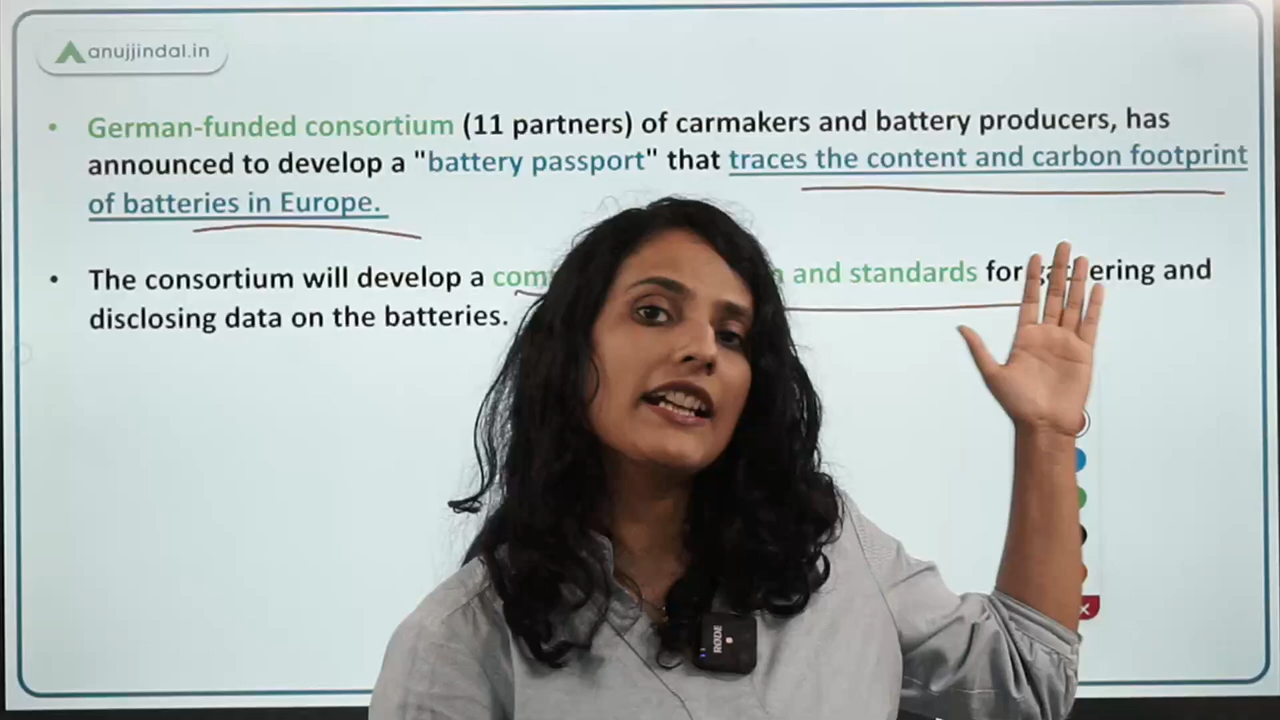 anujjindal.in
• German-funded consortium (11 partners) of carmakers and battery producers, has
announced to develop a "battery passport" that traces the content and carbon footprint
of batteries in Europe.
• The consortium will develop a and standards for gathering and
disclosing data on the batteries.
RØDE